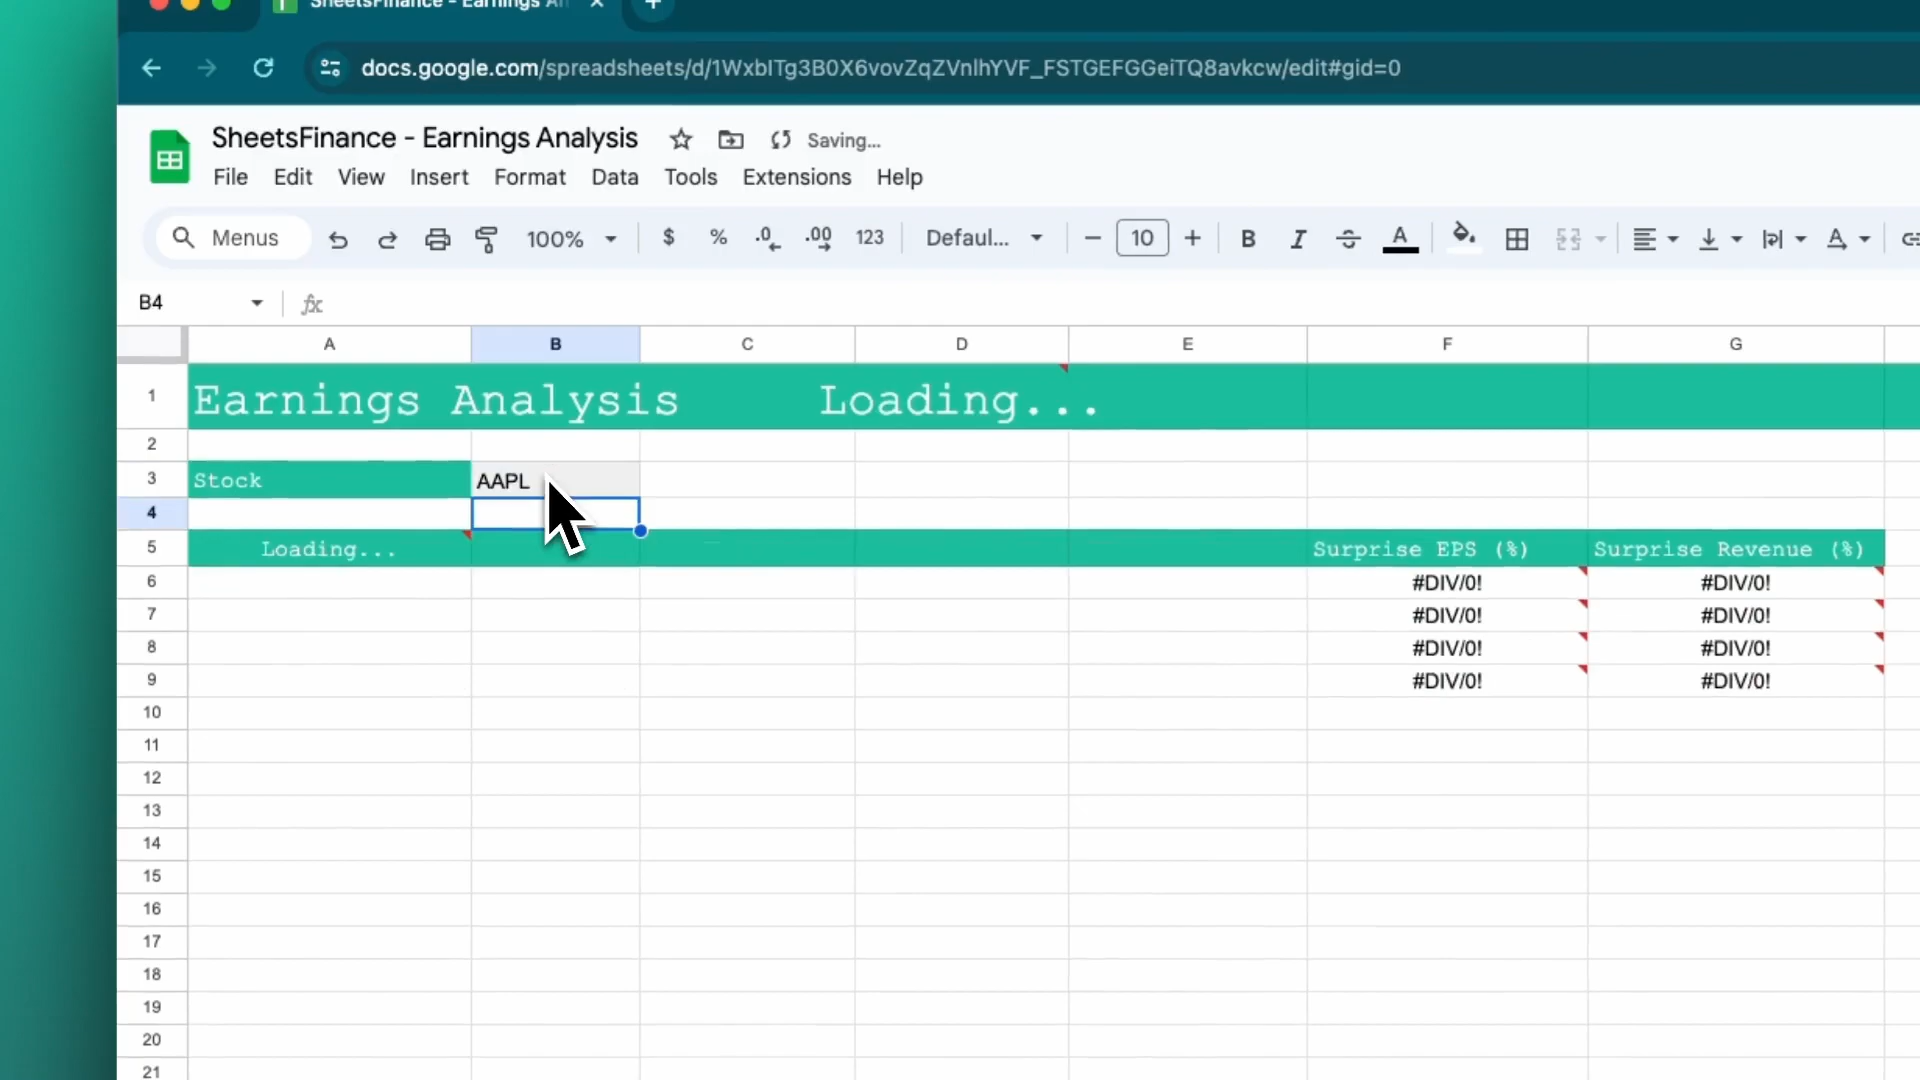 SheetsFinance - Earnings An
docs.google.com/spreadsheets/d/1WxbITg3B0X6vovZqZVnlhYVF_FSTGEFGGeiTQ8avkcw/edit#gid=0
SheetsFinance - Earnings Analysis Saving...
File Edit View Insert Format Data Tools Extensions Help
Menus 100% $ % .0 .00 123 Defaul... 10 B I S A A
B4 fx
A B C D E F G
1 Earnings Analysis Loading...
2
3 Stock AAPL
4
5 Loading... Surprise EPS (%) Surprise Revenue (%)
6 #DIV/0! #DIV/0!
7 #DIV/0! #DIV/0!
8 #DIV/0! #DIV/0!
9 #DIV/0! #DIV/0!
10
11
12
13
14
15
16
17
18
19
20
21